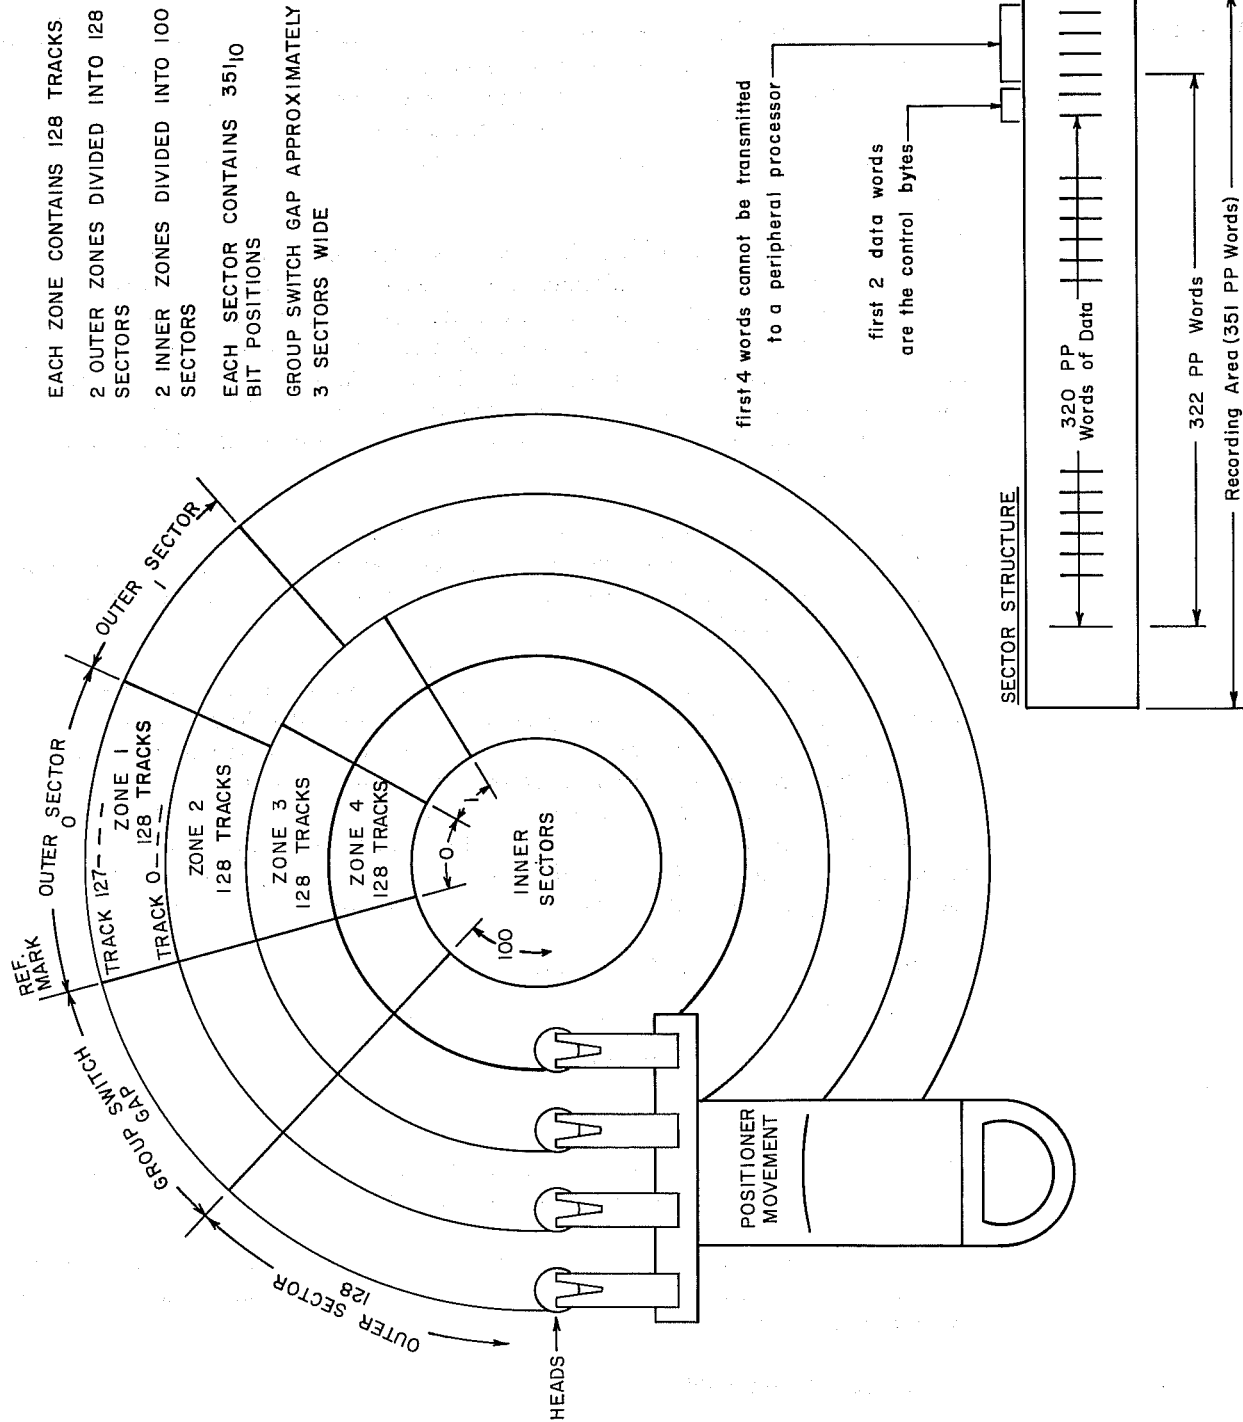 EACH ZONE CONTAINS 128 TRACKS
2 OUTER ZONES DIVIDED INTO 128
SECTORS
2 INNER ZONES DIVIDED INTO 100
SECTORS
EACH SECTOR CONTAINS 351₁₀
BIT POSITIONS
GROUP SWITCH GAP APPROXIMATELY
3 SECTORS WIDE
REF.
MARK
OUTER SECTOR
0
OUTER SECTOR
1
GROUP SWITCH
GAP
OUTER SECTOR
128
TRACK 127
ZONE 1
128 TRACKS
TRACK 0
ZONE 2
128 TRACKS
ZONE 3
128 TRACKS
ZONE 4
128 TRACKS
0
1
100
INNER
SECTORS
HEADS
POSITIONER
MOVEMENT
first 4 words cannot be transmitted
to a peripheral processor
first 2 data words
are the control bytes
SECTOR STRUCTURE
320 PP
Words of Data
322 PP Words
Recording Area (351 PP Words)